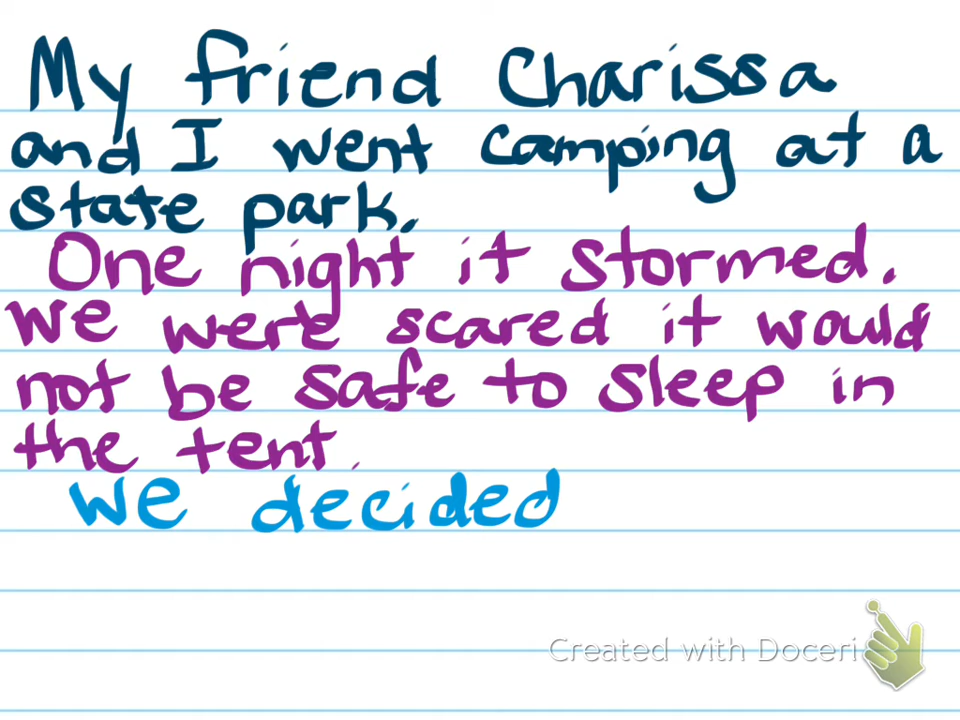 My friend Charissa
and I went camping at a
state park.
One night it stormed.
We were scared it would
not be safe to sleep in
the tent.
We decided
Created with Doceri